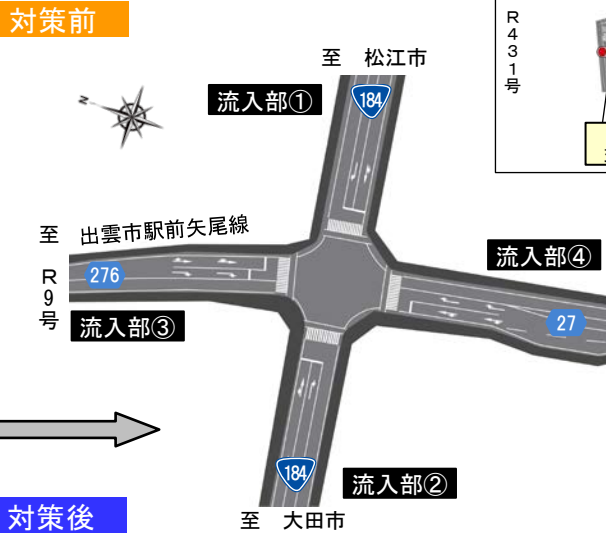 対策前
至 松江市
流入部①
184
R431号
N
至 出雲市駅前矢尾線
276
R9号
流入部③
流入部④
27
184
流入部②
至 大田市
対策後